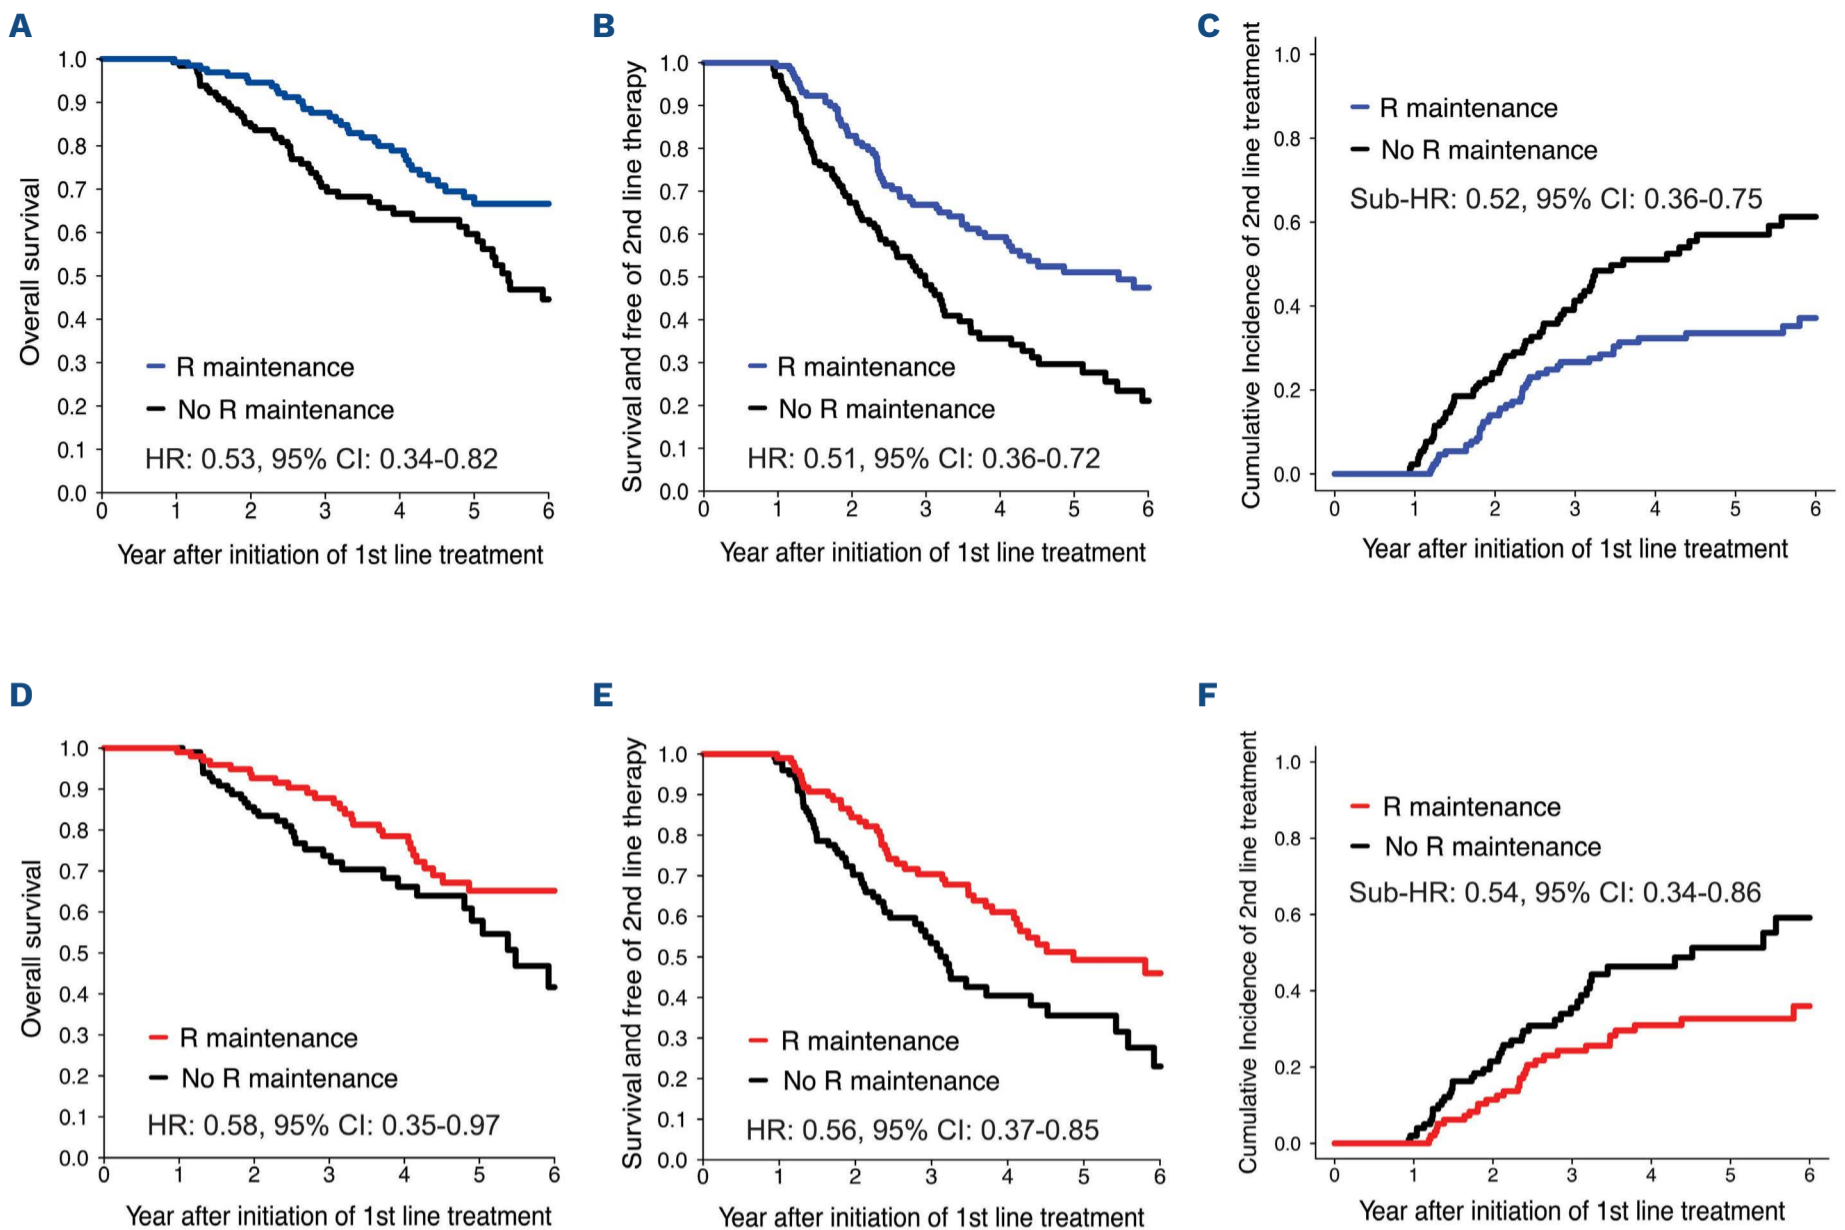 A
Overall survival
1.0
0.9
0.8
0.7
0.6
0.5
0.4
0.3
0.2
0.1
0.0
R maintenance
No R maintenance
HR: 0.53, 95% CI: 0.34-0.82
0 1 2 3 4 5 6
Year after initiation of 1st line treatment
B
Survival and free of 2nd line therapy
1.0
0.9
0.8
0.7
0.6
0.5
0.4
0.3
0.2
0.1
0.0
R maintenance
No R maintenance
HR: 0.51, 95% CI: 0.36-0.72
0 1 2 3 4 5 6
Year after initiation of 1st line treatment
C
Cumulative Incidence of 2nd line treatment
1.0
0.8
0.6
0.4
0.2
0.0
R maintenance
No R maintenance
Sub-HR: 0.52, 95% CI: 0.36-0.75
0 1 2 3 4 5 6
Year after initiation of 1st line treatment
D
Overall survival
1.0
0.9
0.8
0.7
0.6
0.5
0.4
0.3
0.2
0.1
0.0
R maintenance
No R maintenance
HR: 0.58, 95% CI: 0.35-0.97
0 1 2 3 4 5 6
Year after initiation of 1st line treatment
E
Survival and free of 2nd line therapy
1.0
0.9
0.8
0.7
0.6
0.5
0.4
0.3
0.2
0.1
0.0
R maintenance
No R maintenance
HR: 0.56, 95% CI: 0.37-0.85
0 1 2 3 4 5 6
Year after initiation of 1st line treatment
F
Cumulative Incidence of 2nd line treatment
1.0
0.8
0.6
0.4
0.2
0.0
R maintenance
No R maintenance
Sub-HR: 0.54, 95% CI: 0.34-0.86
0 1 2 3 4 5 6
Year after initiation of 1st line treatment